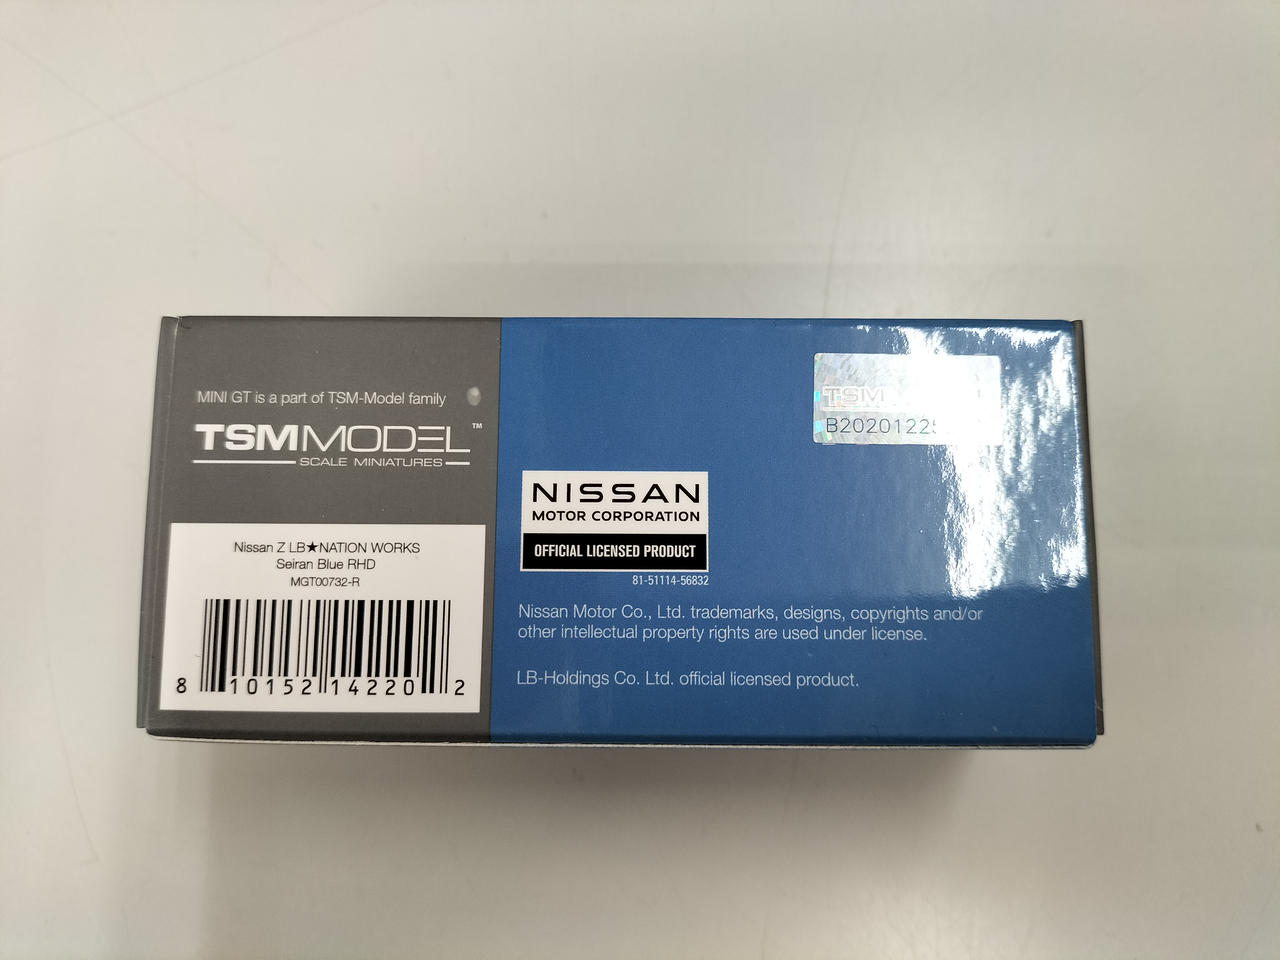 MINI GT is a part of TSM-Model family
TSMMODEL™
SCALE MINIATURES
Nissan Z LB★NATION WORKS
Seiran Blue RHD
MGT00732-R
8 10152 14220 2
TSM
NISSAN
MOTOR CORPORATION
OFFICIAL LICENSED PRODUCT
81-51114-56832
Nissan Motor Co., Ltd. trademarks, designs, copyrights and/or
other intellectual property rights are used under license.
LB-Holdings Co. Ltd. official licensed product.